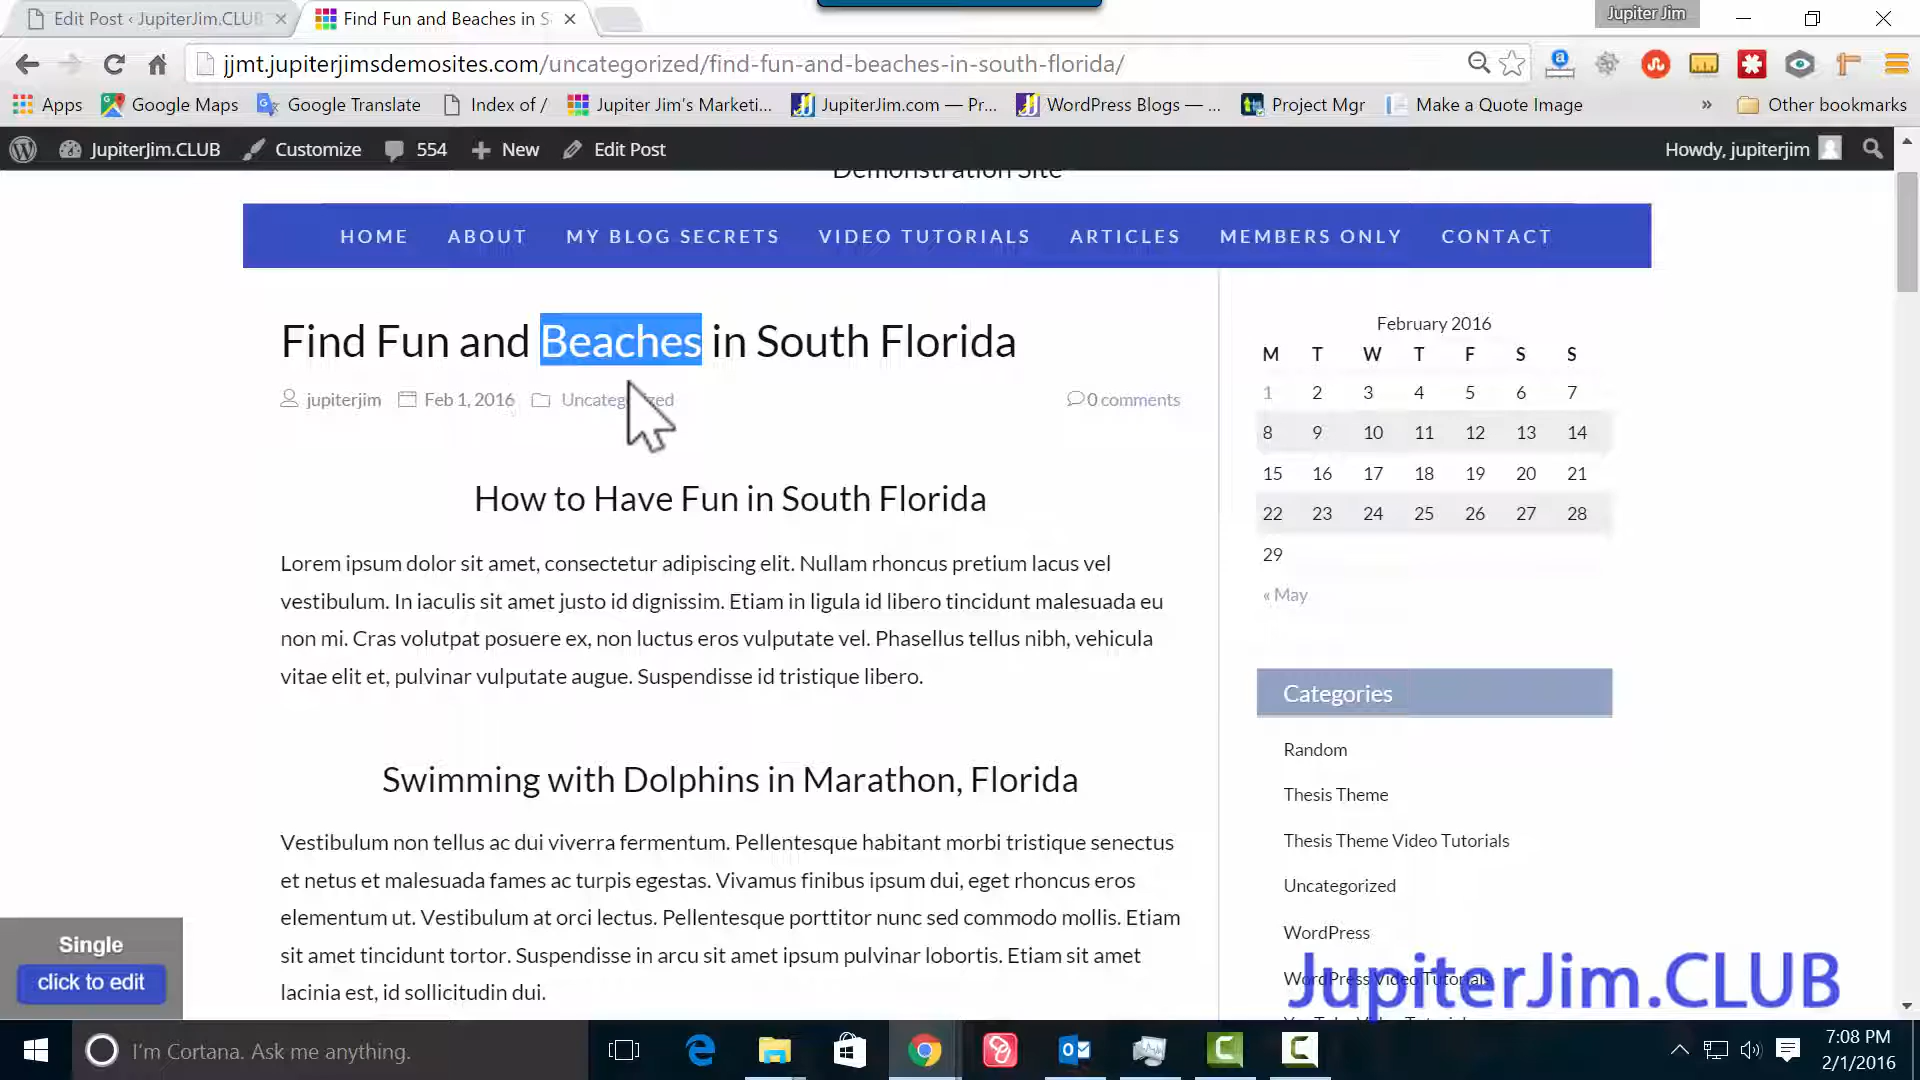 Edit Post ‹ JupiterJim.CLUB
Find Fun and Beaches in S
Jupiter Jim
jjmt.jupiterjimsdemosites.com/uncategorized/find-fun-and-beaches-in-south-florida/
Apps
Google Maps
Google Translate
Index of /
Jupiter Jim's Marketi...
JupiterJim.com — Pr...
WordPress Blogs — ...
Project Mgr
Make a Quote Image
»
Other bookmarks
JupiterJim.CLUB
Customize
554
New
Edit Post
Howdy, jupiterjim
Demonstration Site
HOME
ABOUT
MY BLOG SECRETS
VIDEO TUTORIALS
ARTICLES
MEMBERS ONLY
CONTACT
Find Fun and Beaches in South Florida
jupiterjim
Feb 1, 2016
Uncategorized
0 comments
How to Have Fun in South Florida
Lorem ipsum dolor sit amet, consectetur adipiscing elit. Nullam rhoncus pretium lacus vel
vestibulum. In iaculis sit amet justo id dignissim. Etiam in ligula id libero tincidunt malesuada eu
non mi. Cras volutpat posuere ex, non luctus eros vulputate vel. Phasellus tellus nibh, vehicula
vitae elit et, pulvinar vulputate augue. Suspendisse id tristique libero.
Swimming with Dolphins in Marathon, Florida
Vestibulum non tellus ac dui viverra fermentum. Pellentesque habitant morbi tristique senectus
et netus et malesuada fames ac turpis egestas. Vivamus finibus ipsum dui, eget rhoncus eros
elementum ut. Vestibulum at orci lectus. Pellentesque porttitor nunc sed commodo mollis. Etiam
sit amet tincidunt tortor. Suspendisse in arcu sit amet ipsum pulvinar lobortis. Etiam sit amet
lacinia est, id sollicitudin dui.
February 2016
M T W T F S S
1 2 3 4 5 6 7
8 9 10 11 12 13 14
15 16 17 18 19 20 21
22 23 24 25 26 27 28
29
« May
Categories
Random
Thesis Theme
Thesis Theme Video Tutorials
Uncategorized
WordPress
WordPress Video Tutorials
JupiterJim.CLUB
Single
click to edit
I'm Cortana. Ask me anything.
7:08 PM
2/1/2016